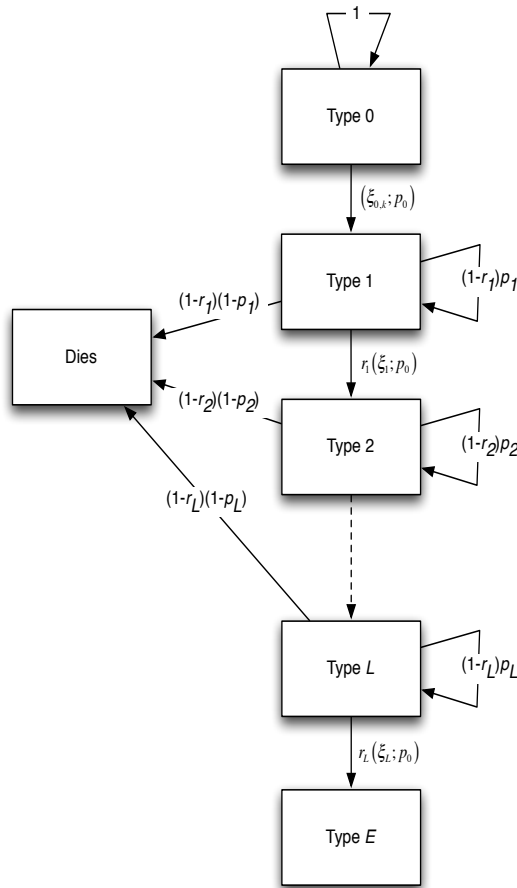 1
Type 0
(ξ0,k;p0)
Type 1
(1-r1)p1
(1-r1)(1-p1)
Dies
r1(ξ1;p0)
(1-r2)(1-p2)
Type 2
(1-r2)p2
(1-rL)(1-pL)
Type L
(1-rL)pL
rL(ξL;p0)
Type E